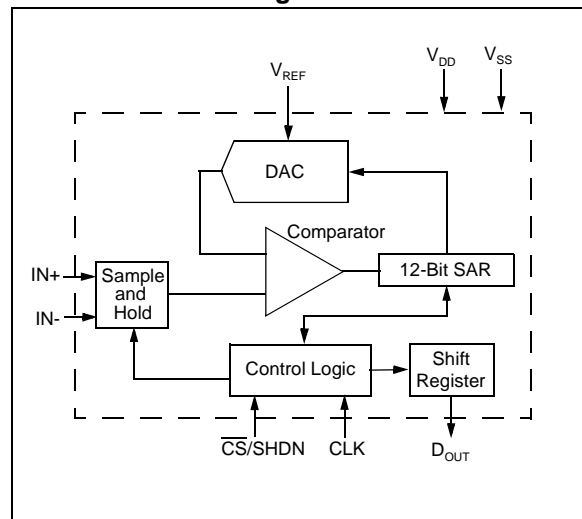 V_REF
V_DD
V_SS
DAC
Comparator
IN+
IN-
Sample
and
Hold
12-Bit SAR
Control Logic
Shift
Register
C̅S̅/SHDN
CLK
D_OUT